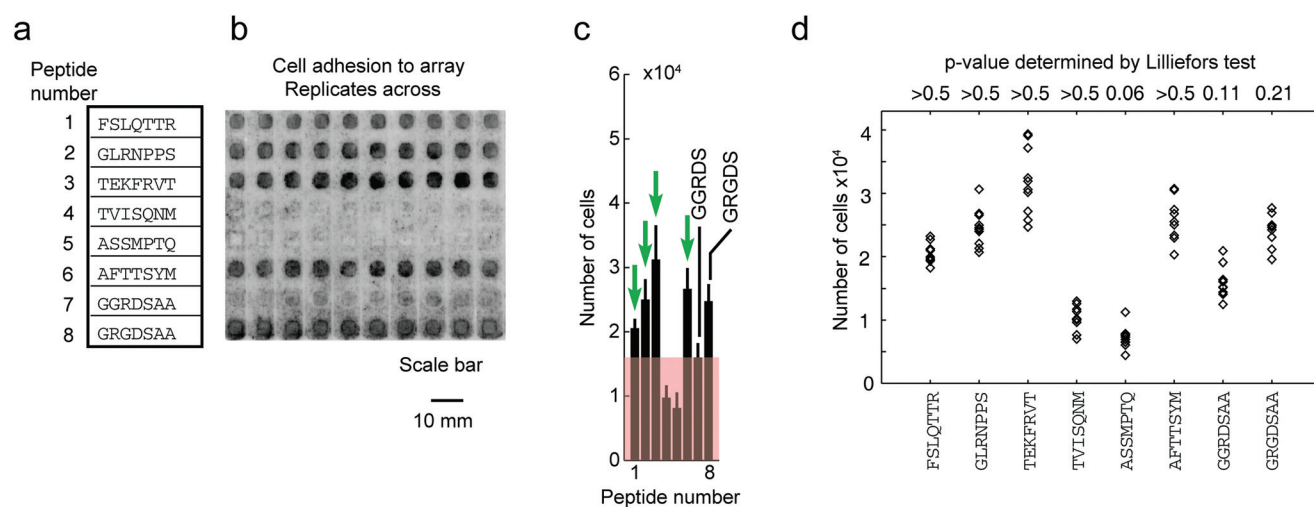 a
Peptide
number
1 FSLQTTR
2 GLRNPPS
3 TEKFRVT
4 TVISQNM
5 ASSMPTQ
6 AFTTSYM
7 GGRDSAA
8 GRGDSAA
b
Cell adhesion to array
Replicates across
Scale bar
10 mm
c
x10⁴
Number of cells
6
5
4
3
2
1
0
GGRDS
GRGDS
1 8
Peptide number
d
p-value determined by Lilliefors test
>0.5 >0.5 >0.5 >0.5 0.06 >0.5 0.11 0.21
Number of cells x10⁴
4
3
2
1
0
FSLQTTR
GLRNPPS
TEKFRVT
TVISQNM
ASSMPTQ
AFTTSYM
GGRDSAA
GRGDSAA